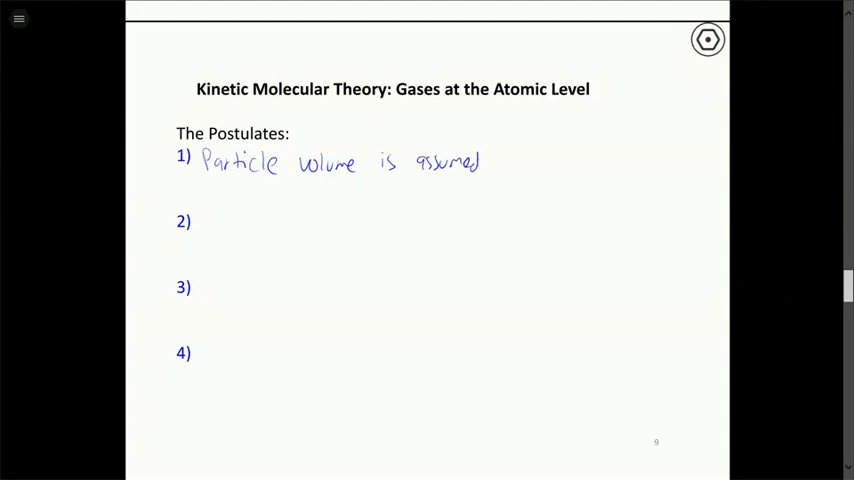 Kinetic Molecular Theory: Gases at the Atomic Level
The Postulates:
1) Particle volume is assumed
2)
3)
4)
9